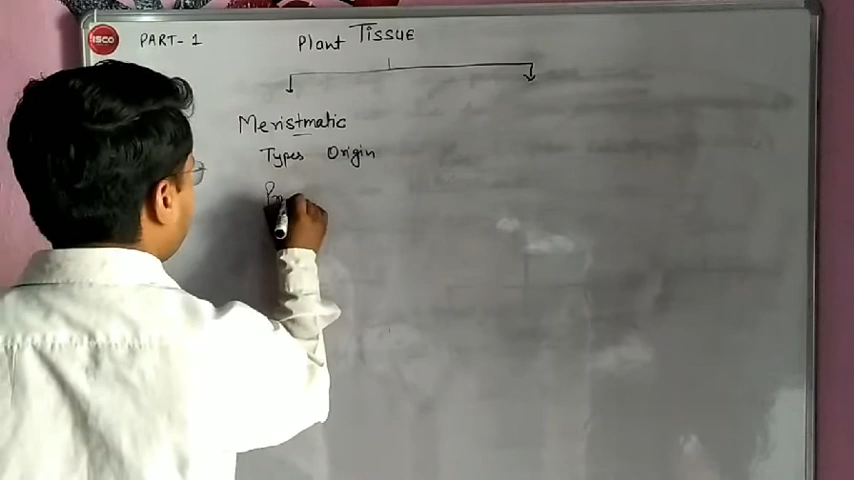 ISCO
PART-1
Plant TISSUE
Meristmatic
Types Origin